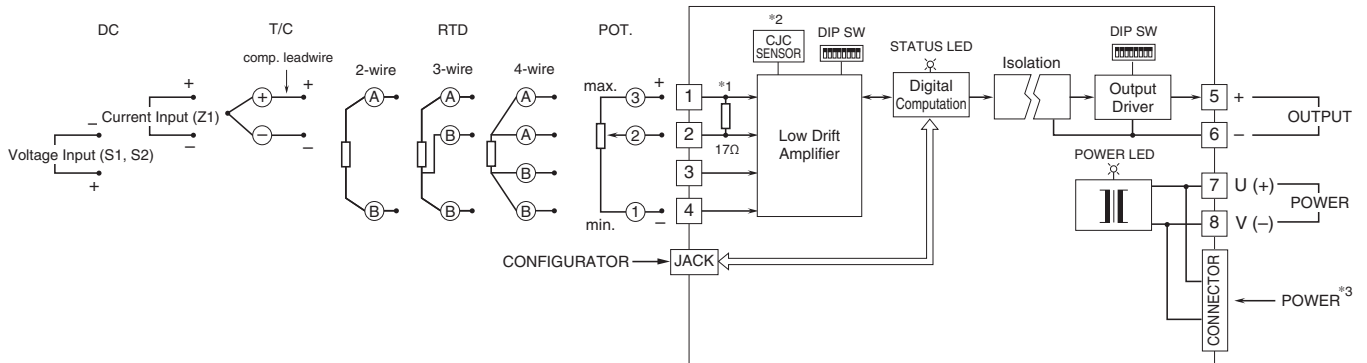 DC
Voltage Input (S1, S2)
−
+
Current Input (Z1)
+
−
T/C
comp. leadwire
+
−
+
−
RTD
2-wire
A
B
3-wire
A
B
B
4-wire
A
A
B
B
POT.
max.
3
+
2
1
−
min.
1
2
3
4
*1
17Ω
*2
CJC
SENSOR
DIP SW
Low Drift
Amplifier
STATUS LED
Digital
Computation
Isolation
DIP SW
Output
Driver
5
+
6
−
OUTPUT
POWER LED
7
U (+)
8
V (–)
POWER
CONFIGURATOR
JACK
CONNECTOR
POWER*3